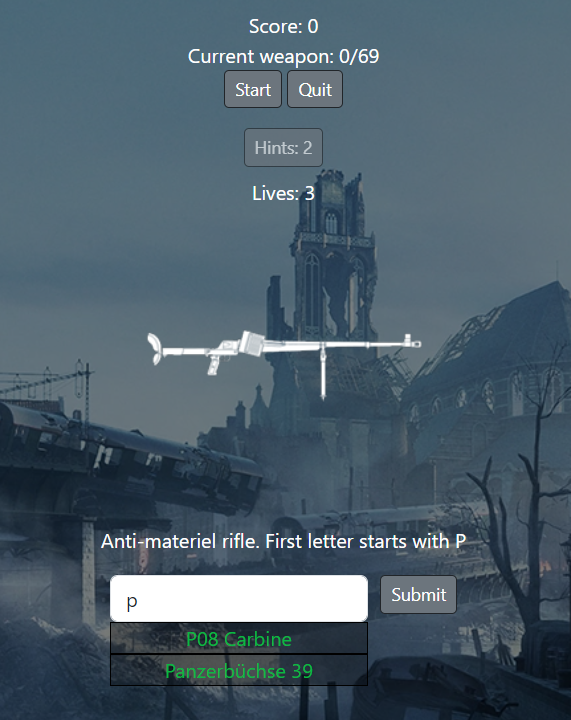 Score: 0
Current weapon: 0/69
Start Quit
Hints: 2
Lives: 3
Anti-materiel rifle. First letter starts with P
p Submit
P08 Carbine
Panzerbüchse 39